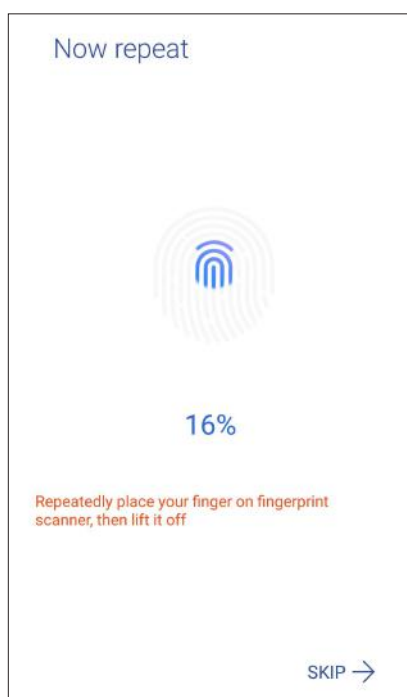 Now repeat
16%
Repeatedly place your finger on fingerprint
scanner, then lift it off
SKIP